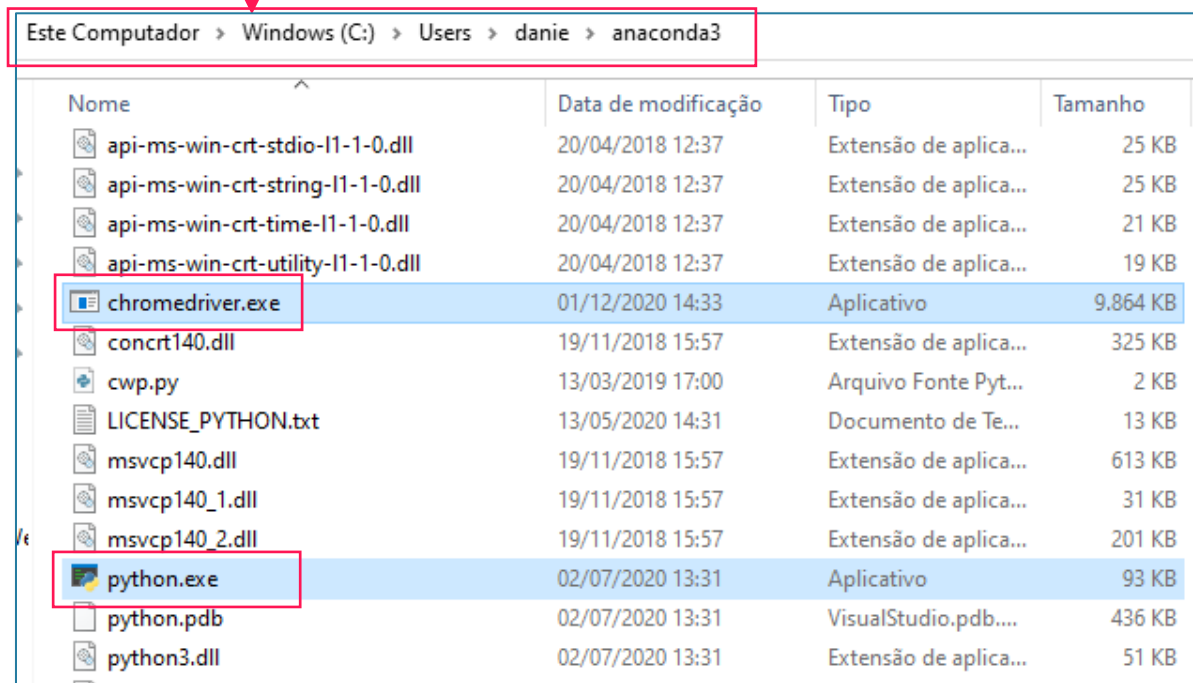 Este Computador > Windows (C:) > Users > danie > anaconda3
Nome Data de modificação Tipo Tamanho
api-ms-win-crt-stdio-l1-1-0.dll 20/04/2018 12:37 Extensão de aplica... 25 KB
api-ms-win-crt-string-l1-1-0.dll 20/04/2018 12:37 Extensão de aplica... 25 KB
api-ms-win-crt-time-l1-1-0.dll 20/04/2018 12:37 Extensão de aplica... 21 KB
api-ms-win-crt-utility-l1-1-0.dll 20/04/2018 12:37 Extensão de aplica... 19 KB
chromedriver.exe 01/12/2020 14:33 Aplicativo 9.864 KB
concrt140.dll 19/11/2018 15:57 Extensão de aplica... 325 KB
cwp.py 13/03/2019 17:00 Arquivo Fonte Pyt... 2 KB
LICENSE_PYTHON.txt 13/05/2020 14:31 Documento de Te... 13 KB
msvcp140.dll 19/11/2018 15:57 Extensão de aplica... 613 KB
msvcp140_1.dll 19/11/2018 15:57 Extensão de aplica... 31 KB
msvcp140_2.dll 19/11/2018 15:57 Extensão de aplica... 201 KB
python.exe 02/07/2020 13:31 Aplicativo 93 KB
python.pdb 02/07/2020 13:31 VisualStudio.pdb.... 436 KB
python3.dll 02/07/2020 13:31 Extensão de aplica... 51 KB